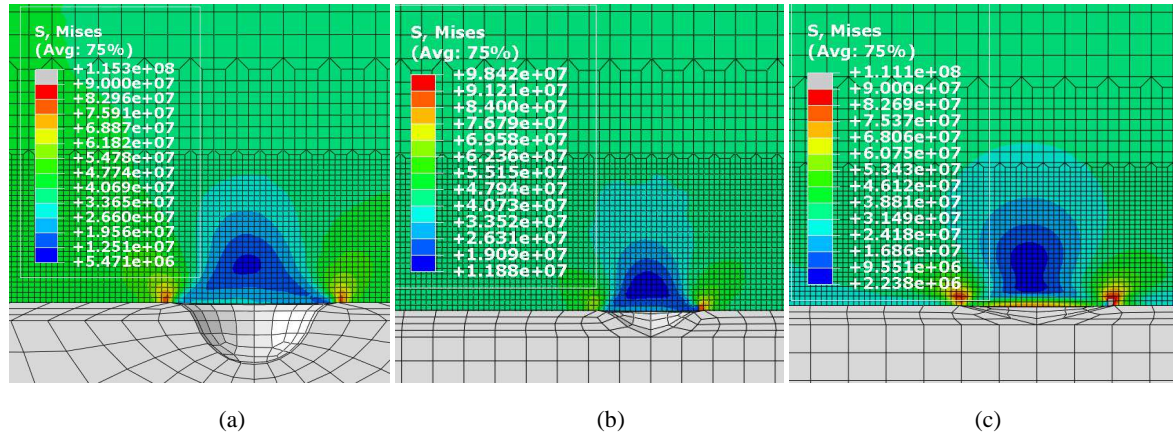 S, Mises
(Avg: 75%)
+1.153e+08
+9.000e+07
+8.296e+07
+7.591e+07
+6.887e+07
+6.182e+07
+5.478e+07
+4.774e+07
+4.069e+07
+3.365e+07
+2.660e+07
+1.956e+07
+1.251e+07
+5.471e+06
S, Mises
(Avg: 75%)
+9.842e+07
+9.121e+07
+8.400e+07
+7.679e+07
+6.958e+07
+6.236e+07
+5.515e+07
+4.794e+07
+4.073e+07
+3.352e+07
+2.631e+07
+1.909e+07
+1.188e+07
S, Mises
(Avg: 75%)
+1.111e+08
+9.000e+07
+8.269e+07
+7.537e+07
+6.806e+07
+6.075e+07
+5.343e+07
+4.612e+07
+3.881e+07
+3.149e+07
+2.418e+07
+1.686e+07
+9.551e+06
+2.238e+06
(a)
(b)
(c)